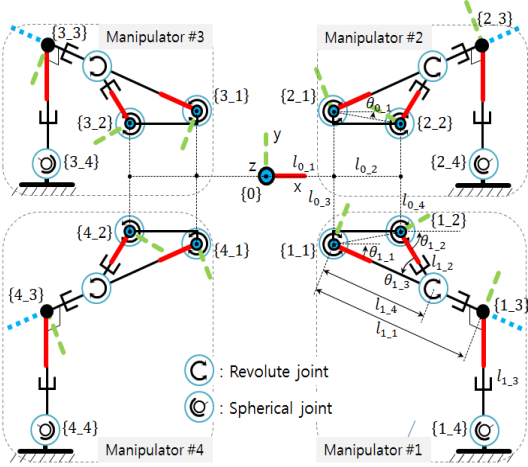 Manipulator #3
Manipulator #2
{3_3}
{2_3}
{3_1}
{2_1}
θ0_1
{3_2}
{2_2}
{3_4}
{2_4}
y
z
x
{0}
l0_1
l0_2
l0_3
l0_4
{4_2}
{4_1}
{1_1}
{1_2}
θ1_1
θ1_2
l1_2
θ1_3
l1_4
l1_1
{4_3}
{1_3}
l1_3
: Revolute joint
: Spherical joint
{4_4}
{1_4}
Manipulator #4
Manipulator #1